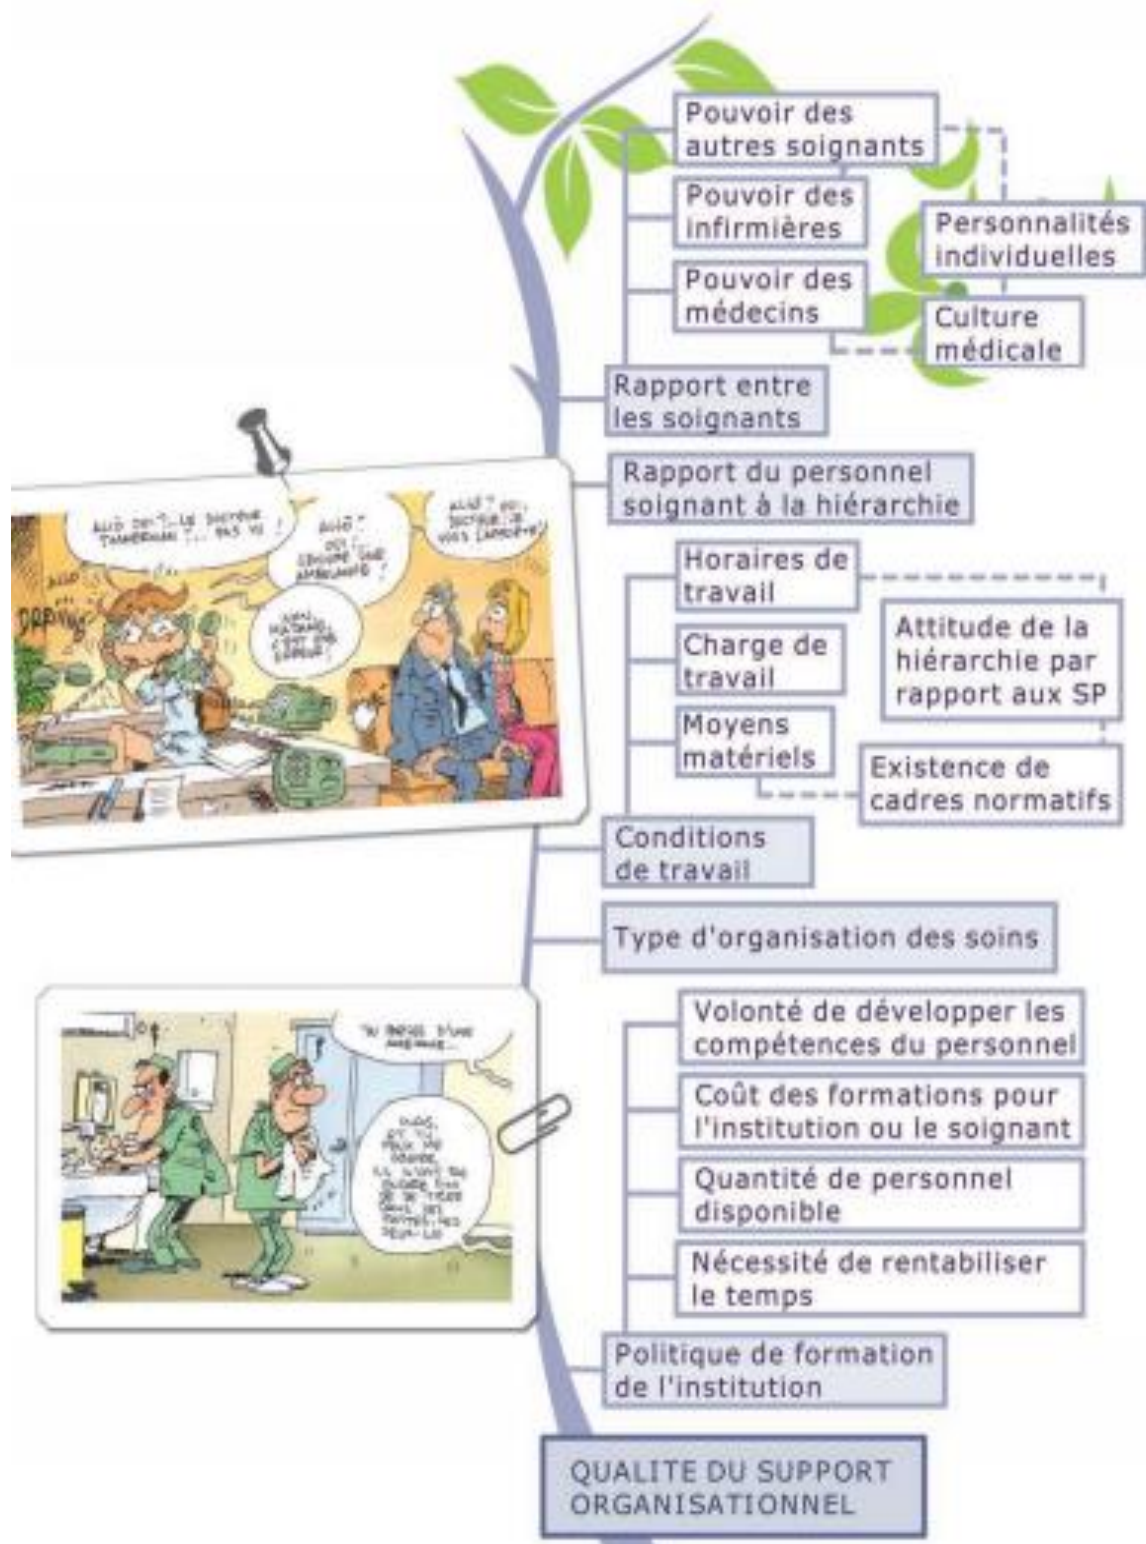 Pouvoir des
autres soignants
Pouvoir des
infirmières
Personnalités
individuelles
Pouvoir des
médecins
Culture
médicale
Rapport entre
les soignants
Rapport du personnel
soignant à la hiérarchie
ALLO
ALLÔ?
Horaires de
travail
Attitude de la
hiérarchie par
rapport aux SP
Charge de
travail
Moyens
matériels
Existence de
cadres normatifs
Conditions
de travail
Type d'organisation des soins
Volonté de développer les
compétences du personnel
Coût des formations pour
l'institution ou le soignant
Quantité de personnel
disponible
Nécessité de rentabiliser
le temps
Politique de formation
de l'institution
QUALITE DU SUPPORT
ORGANISATIONNEL